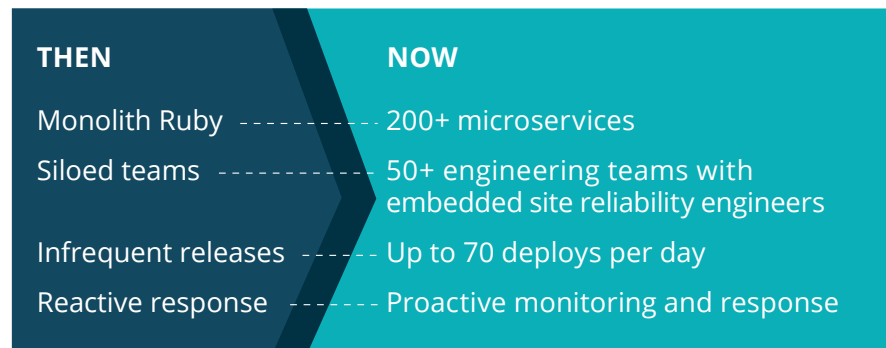 THEN
NOW
Monolith Ruby
200+ microservices
Siloed teams
50+ engineering teams with
embedded site reliability engineers
Infrequent releases
Up to 70 deploys per day
Reactive response
Proactive monitoring and response